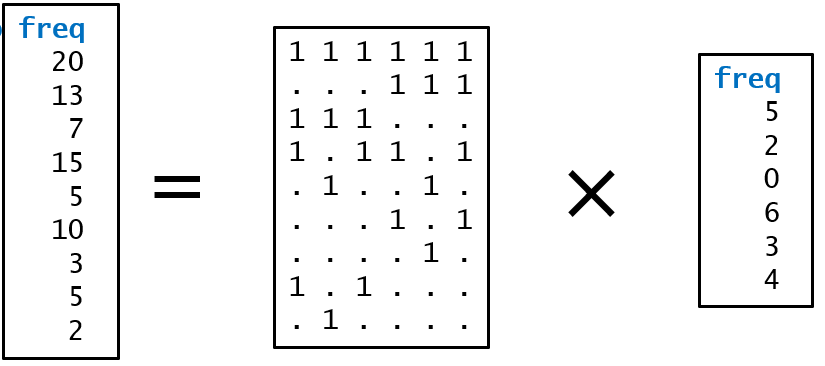 freq
20
13
7
15
5
10
3
5
2
=
1 1 1 1 1 1
. . . 1 1 1
1 1 1 . . .
1 . 1 1 . 1
. 1 . . 1 .
. . . 1 . 1
. . . . 1 .
1 . 1 . . .
. 1 . . . .
×
freq
5
2
0
6
3
4